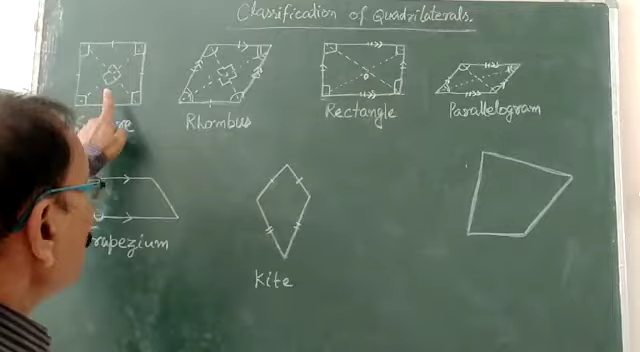 Classification of Quadrilaterals.
Rhombus
Rectangle
Parallelogram
Kite